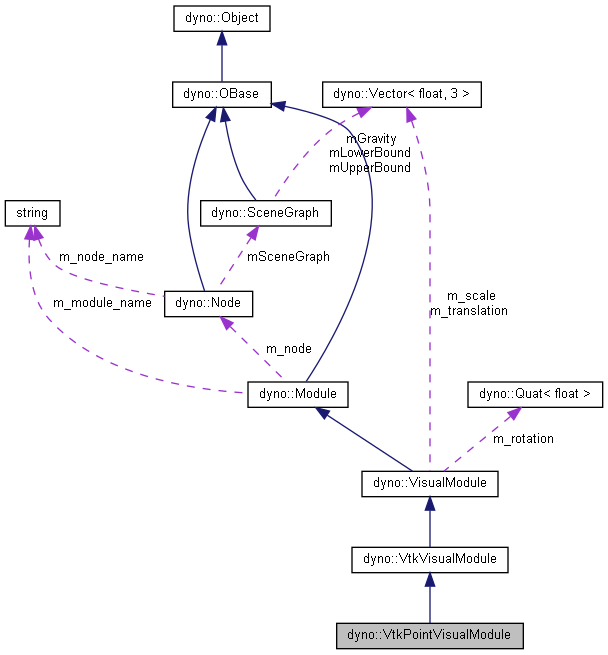 dyno::Object
dyno::OBase
dyno::Vector< float, 3 >
mGravity
mLowerBound
mUpperBound
string
dyno::SceneGraph
m_node_name
mSceneGraph
m_module_name
dyno::Node
m_scale
m_translation
m_node
dyno::Module
dyno::Quat< float >
m_rotation
dyno::VisualModule
dyno::VtkVisualModule
dyno::VtkPointVisualModule